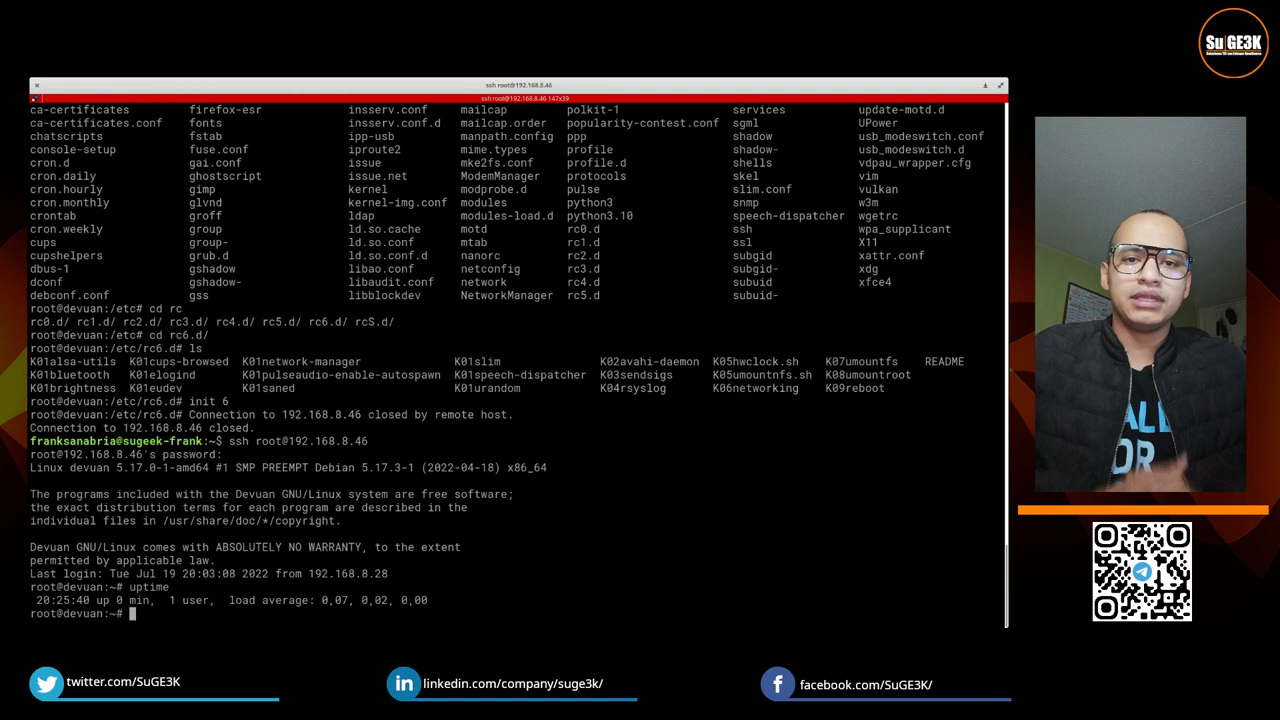 SuGE3K
ssh root@192.168.8.46
ssh root@192.168.8.46 147x39
ca-certificates firefox-esr insserv.conf mailcap polkit-1 services update-motd.d
ca-certificates.conf fonts insserv.conf.d mailcap.order popularity-contest.conf sgml UPower
chatscripts fstab ipp-usb manpath.config ppp shadow usb_modeswitch.conf
console-setup fuse.conf iproute2 mime.types profile shadow- usb_modeswitch.d
cron.d gai.conf issue mke2fs.conf profile.d shells vdpau_wrapper.cfg
cron.daily ghostscript issue.net ModemManager protocols skel vim
cron.hourly gimp kernel modprobe.d pulse slim.conf vulkan
cron.monthly glvnd kernel-img.conf modules python3 snmp w3m
crontab groff ldap modules-load.d python3.10 speech-dispatcher wgetrc
cron.weekly group ld.so.cache motd rc0.d ssh wpa_supplicant
cups group- ld.so.conf mtab rc1.d ssl X11
cupshelpers grub.d ld.so.conf.d nanorc rc2.d subgid xattr.conf
dbus-1 gshadow libao.conf netconfig rc3.d subgid- xdg
dconf gshadow- libaudit.conf network rc4.d subuid xfce4
debconf.conf gss libblockdev NetworkManager rc5.d subuid-
root@devuan:/etc# cd rc
rc0.d/ rc1.d/ rc2.d/ rc3.d/ rc4.d/ rc5.d/ rc6.d/ rcS.d/
root@devuan:/etc# cd rc6.d/
root@devuan:/etc/rc6.d# ls
K01alsa-utils K01cups-browsed K01network-manager K01slim K02avahi-daemon K05hwclock.sh K07umountfs README
K01bluetooth K01elogind K01pulseaudio-enable-autospawn K01speech-dispatcher K03sendsigs K05umountnfs.sh K08umountroot
K01brightness K01eudev K01saned K01urandom K04rsyslog K06networking K09reboot
root@devuan:/etc/rc6.d# init 6
root@devuan:/etc/rc6.d# Connection to 192.168.8.46 closed by remote host.
Connection to 192.168.8.46 closed.
franksanabria@sugeek-frank:~$ ssh root@192.168.8.46
root@192.168.8.46's password:
Linux devuan 5.17.0-1-amd64 #1 SMP PREEMPT Debian 5.17.3-1 (2022-04-18) x86_64
The programs included with the Devuan GNU/Linux system are free software;
the exact distribution terms for each program are described in the
individual files in /usr/share/doc/*/copyright.
Devuan GNU/Linux comes with ABSOLUTELY NO WARRANTY, to the extent
permitted by applicable law.
Last login: Tue Jul 19 20:03:08 2022 from 192.168.8.28
root@devuan:~# uptime
20:25:40 up 0 min, 1 user, load average: 0,07, 0,02, 0,00
root@devuan:~#
twitter.com/SuGE3K
linkedin.com/company/suge3k/
facebook.com/SuGE3K/